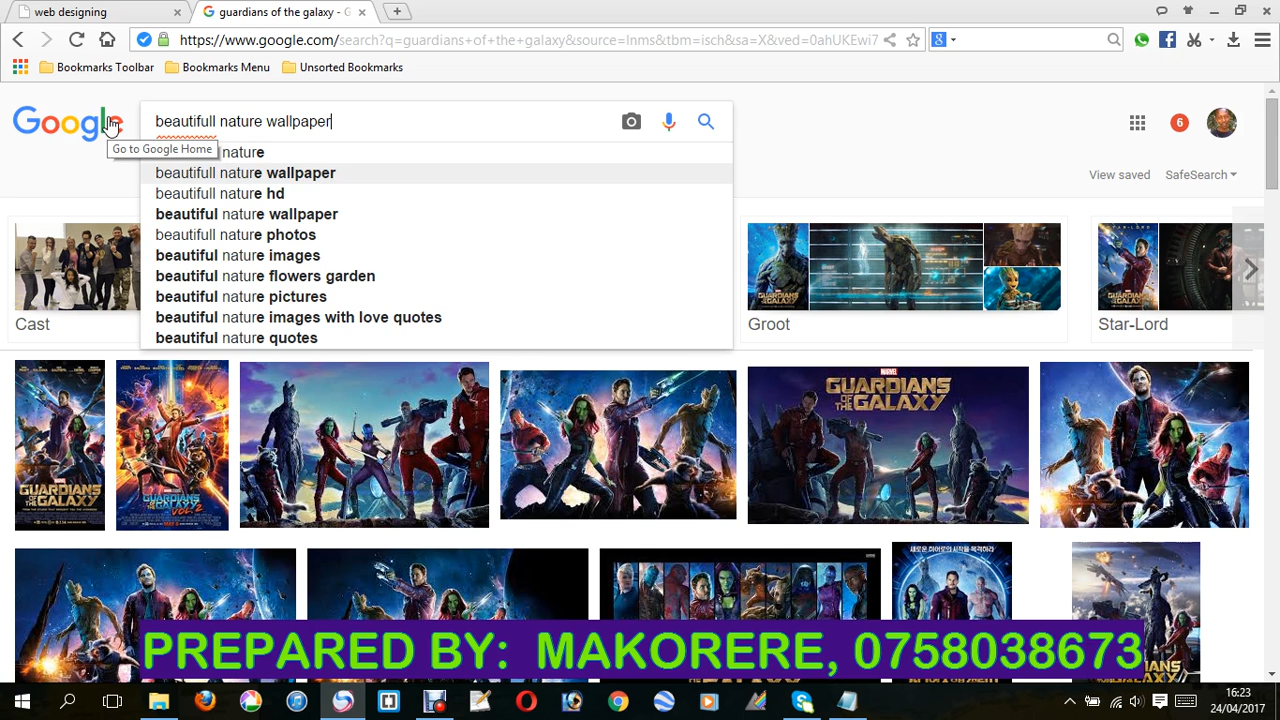 web designing
guardians of the galaxy - G
https://www.google.com/search?q=guardians+of+the+galaxy&source=lnms&tbm=isch&sa=X&ved=0ahUKEwi7
Bookmarks Toolbar
Bookmarks Menu
Unsorted Bookmarks
Google
beautifull nature wallpaper
6
Go to Google Home
nature
beautifull nature wallpaper
beautifull nature hd
beautiful nature wallpaper
beautifull nature photos
beautiful nature images
beautiful nature flowers garden
beautiful nature pictures
beautiful nature images with love quotes
beautiful nature quotes
View saved
SafeSearch
Cast
Groot
STAR-LORD
Star-Lord
GUARDIANS
OF THE GALAXY
GUARDIANS
OF THE GALAXY
VOL. 2
MARVEL
GUARDIANS
OF THE GALAXY
PREPARED BY: MAKORERE, 0758038673
16:23
24/04/2017